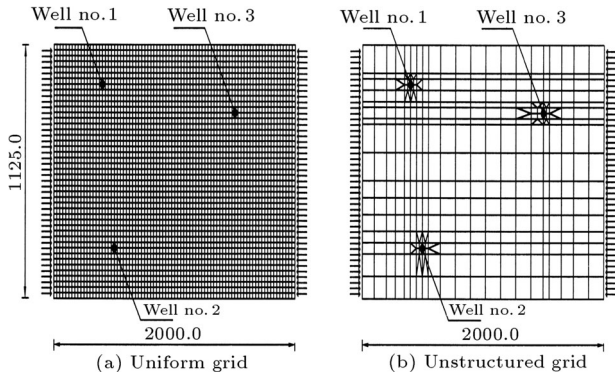 Well no.1
Well no.3
1125.0
Well no.2
2000.0
(a) Uniform grid
Well no.1
Well no.3
Well no.2
2000.0
(b) Unstructured grid